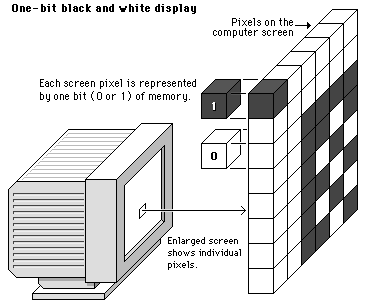 One-bit black and white display
Pixels on the
computer screen
Each screen pixel is represented
by one bit (0 or 1) of memory.
1
0
Enlarged screen
shows individual
pixels.